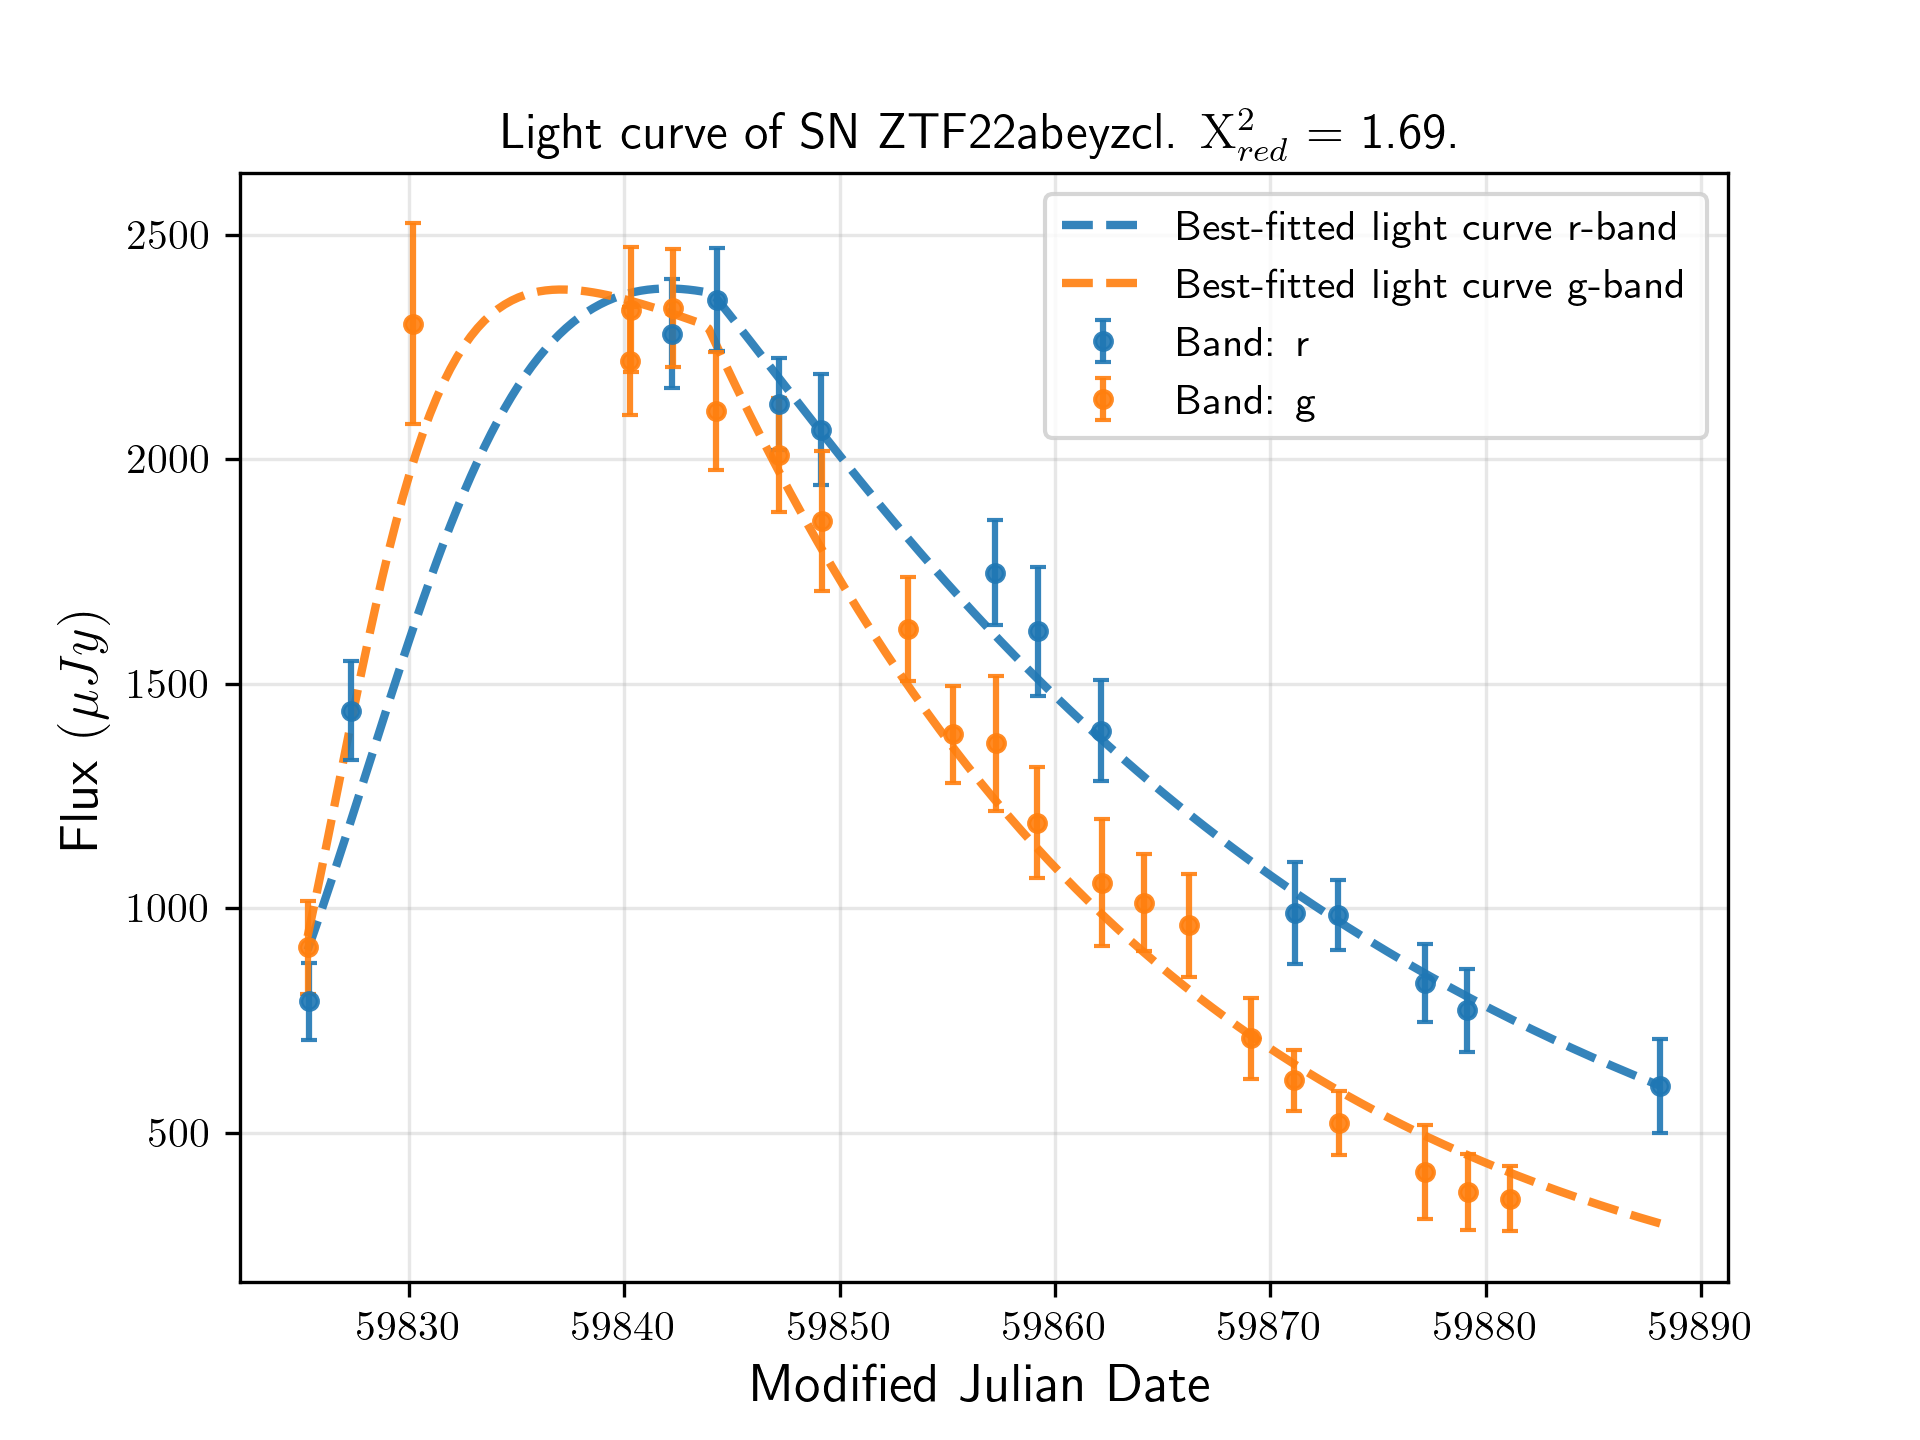 Light curve of SN ZTF22abeyzcl. X²_red = 1.69.
Best-fitted light curve r-band
Best-fitted light curve g-band
Band: r
Band: g
Flux (μJy)
2500
2000
1500
1000
500
59830 59840 59850 59860 59870 59880 59890
Modified Julian Date